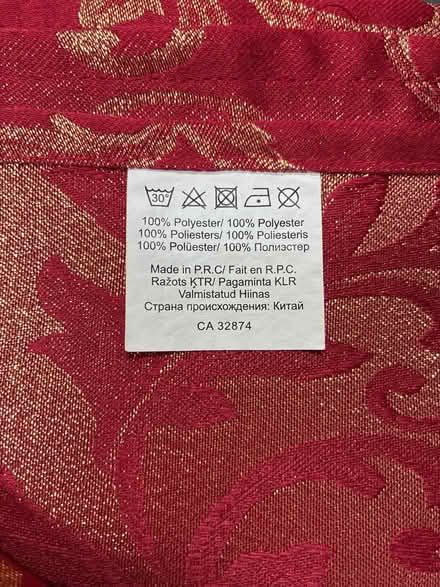 30°
100% Polyester/ 100% Polyester
100% Poliesters/ 100% Poliesteris
100% Polüester/ 100% Полиэстер
Made in P.R.C/ Fait en R.P.C.
Ražots ĶTR/ Pagaminta KLR
Valmistatud Hiinas
Страна происхождения: Китай
CA 32874